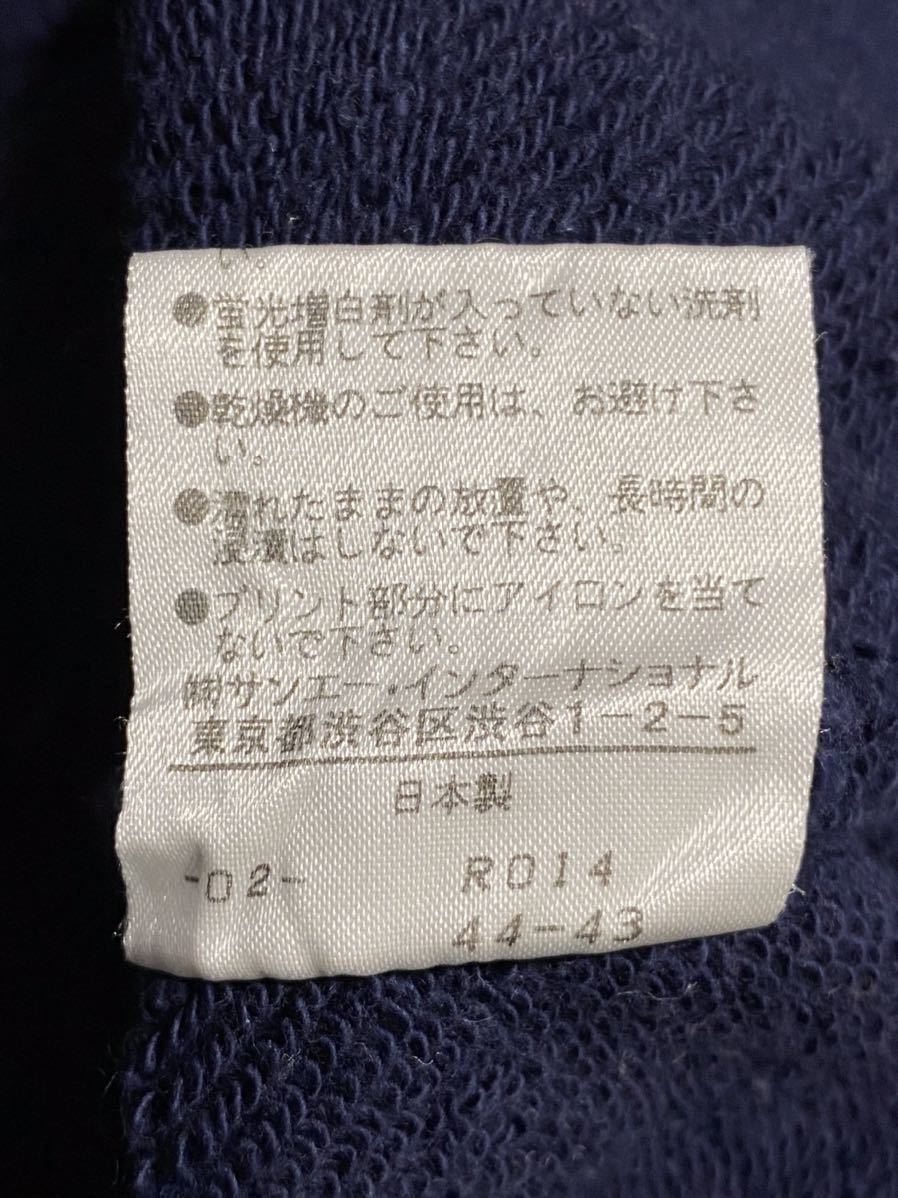 い。
●蛍光増白剤が入っていない洗剤
を使用して下さい。
●乾燥機のご使用は、お避け下さ
い。
●濡れたままの放置や、長時間の
浸漬はしないで下さい。
●プリント部分にアイロンを当て
ないで下さい。
㈱サンエー・インターナショナル
東京都渋谷区渋谷1-2-5
日本製
-02- R014
44-43